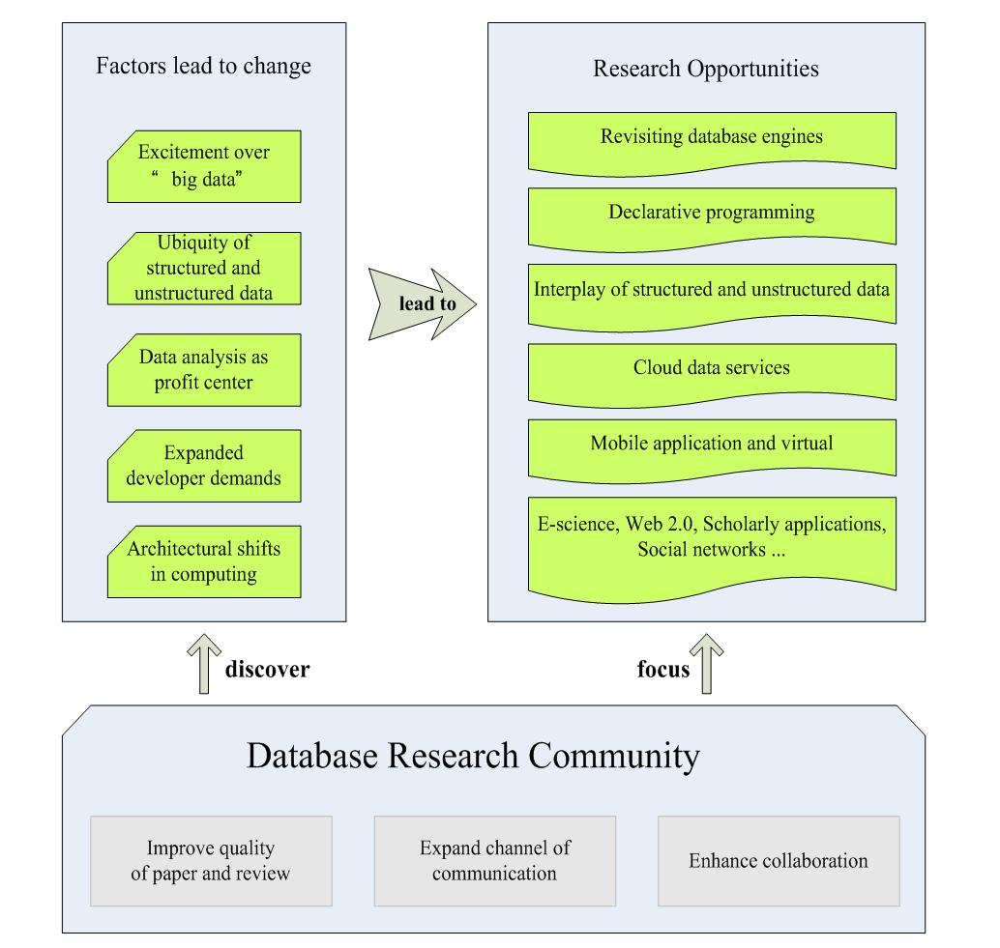 Factors lead to change
Excitement over
“ big data”
Ubiquity of
structured and
unstructured data
Data analysis as
profit center
Expanded
developer demands
Architectural shifts
in computing
lead to
Research Opportunities
Revisiting database engines
Declarative programming
Interplay of structured and unstructured data
Cloud data services
Mobile application and virtual
E-science, Web 2.0, Scholarly applications,
Social networks ...
discover
focus
Database Research Community
Improve quality
of paper and review
Expand channel of
communication
Enhance collaboration